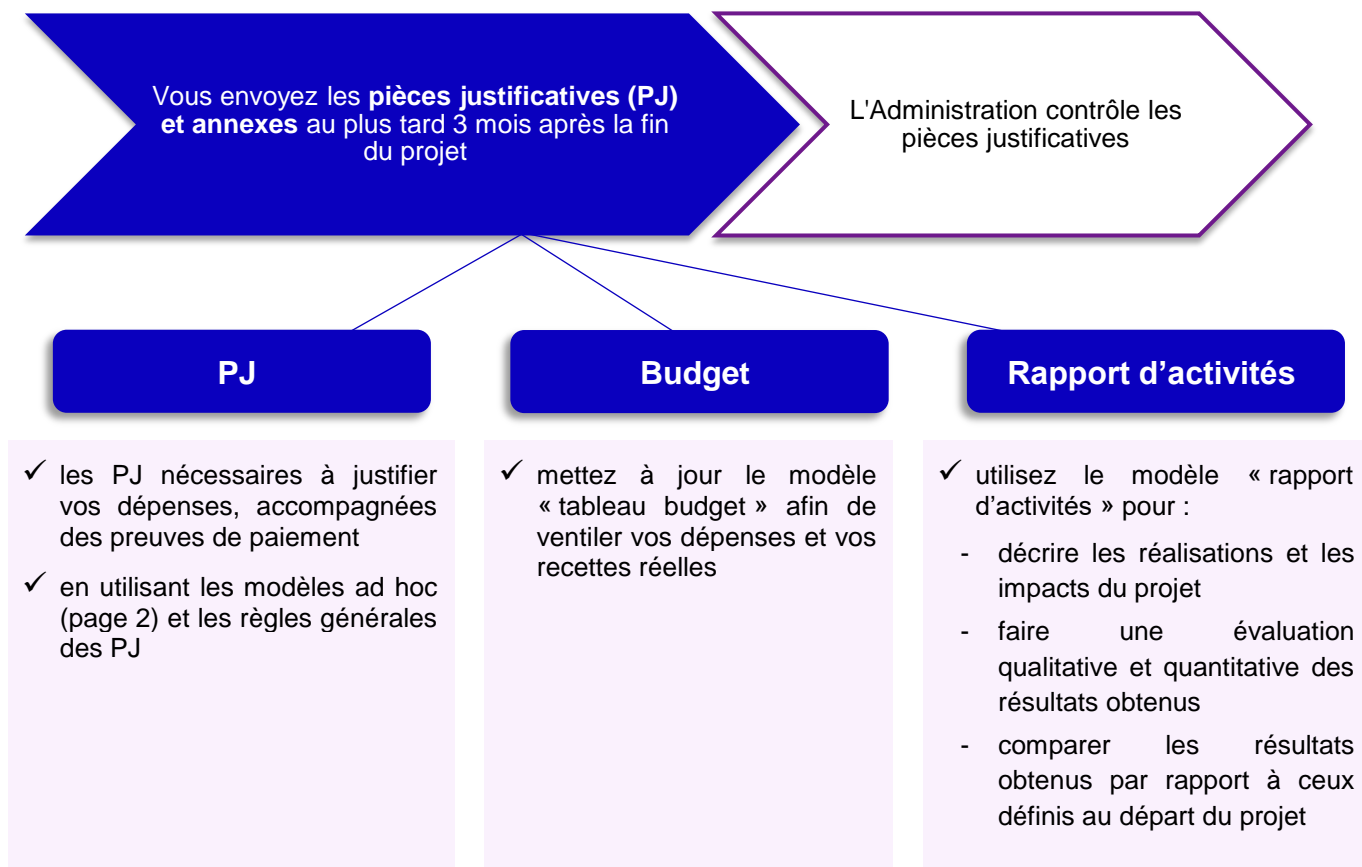 Vous envoyez les pièces justificatives (PJ)
et annexes au plus tard 3 mois après la fin
du projet
L'Administration contrôle les
pièces justificatives
PJ
✓ les PJ nécessaires à justifier
vos dépenses, accompagnées
des preuves de paiement
✓ en utilisant les modèles ad hoc
(page 2) et les règles générales
des PJ
Budget
✓ mettez à jour le modèle
« tableau budget » afin de
ventiler vos dépenses et vos
recettes réelles
Rapport d’activités
✓ utilisez le modèle « rapport
d’activités » pour :
- décrire les réalisations et les
impacts du projet
- faire une évaluation
qualitative et quantitative des
résultats obtenus
- comparer les résultats
obtenus par rapport à ceux
définis au départ du projet